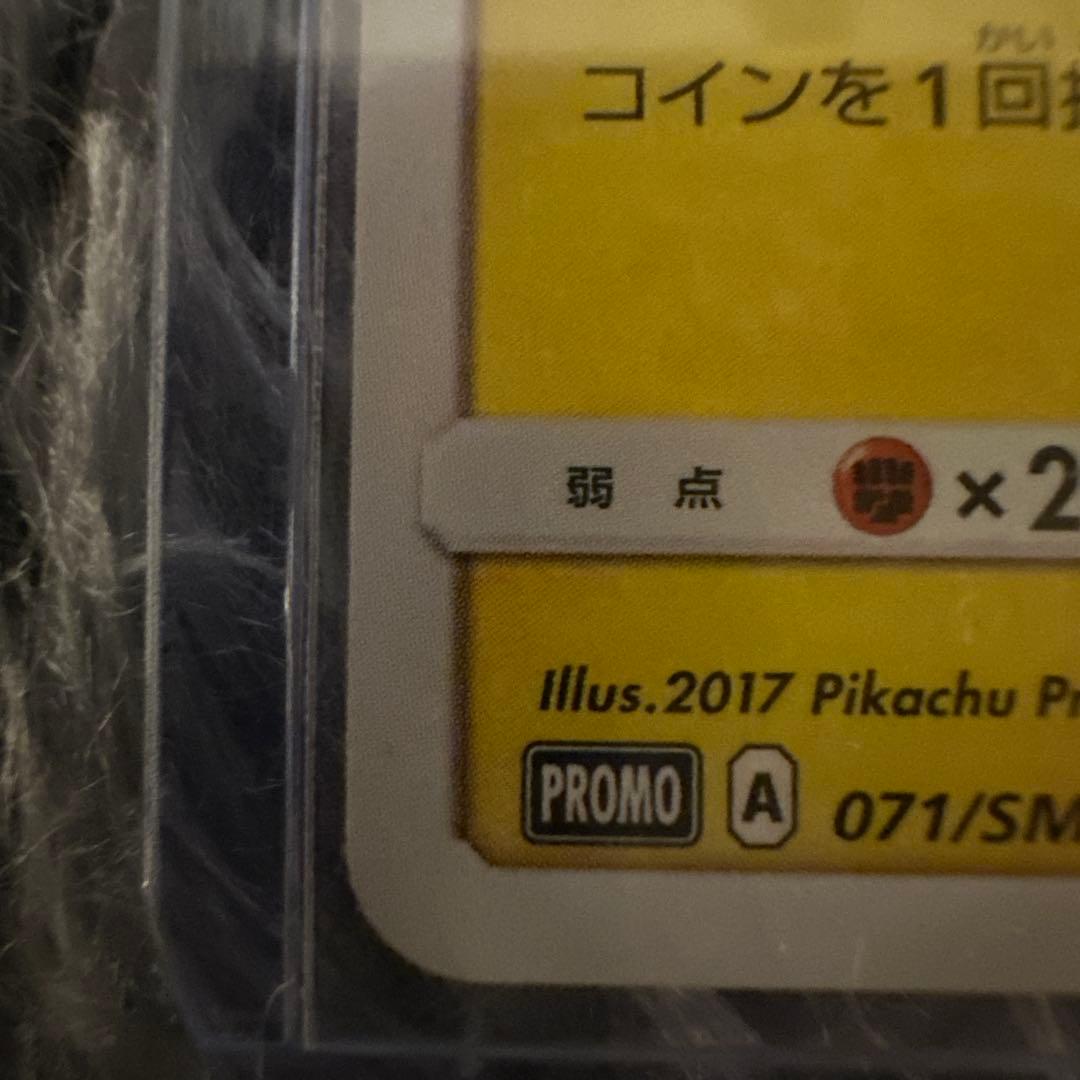 かい
コインを1回
弱 点 ×2
Illus.2017 Pikachu
PROMO A 071/SM